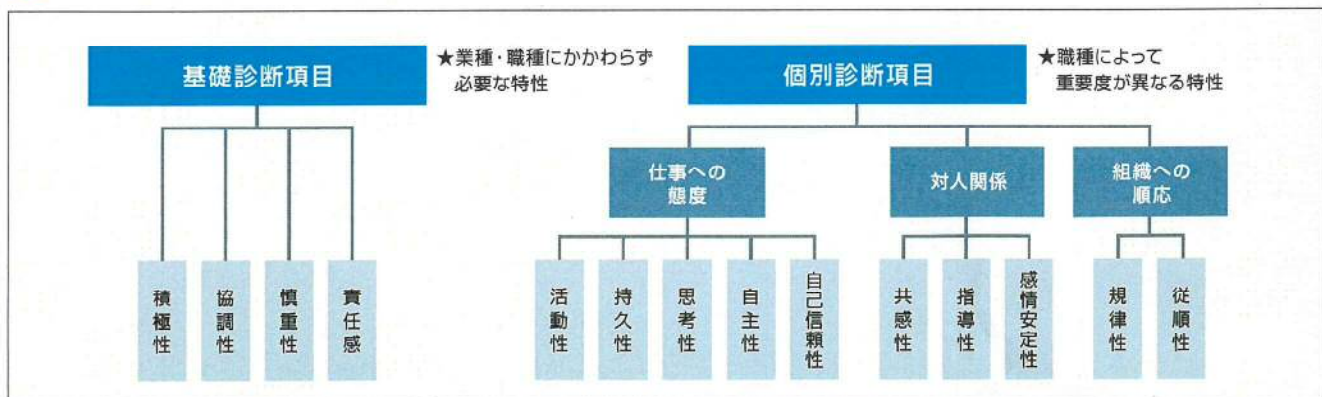 基礎診断項目
★業種・職種にかかわらず
必要な特性
積極性
協調性
慎重性
責任感
個別診断項目
★職種によって
重要度が異なる特性
仕事への
態度
活動性
持久性
思考性
自主性
自己信頼性
対人関係
共感性
指導性
感情安定性
組織への
順応
規律性
従順性